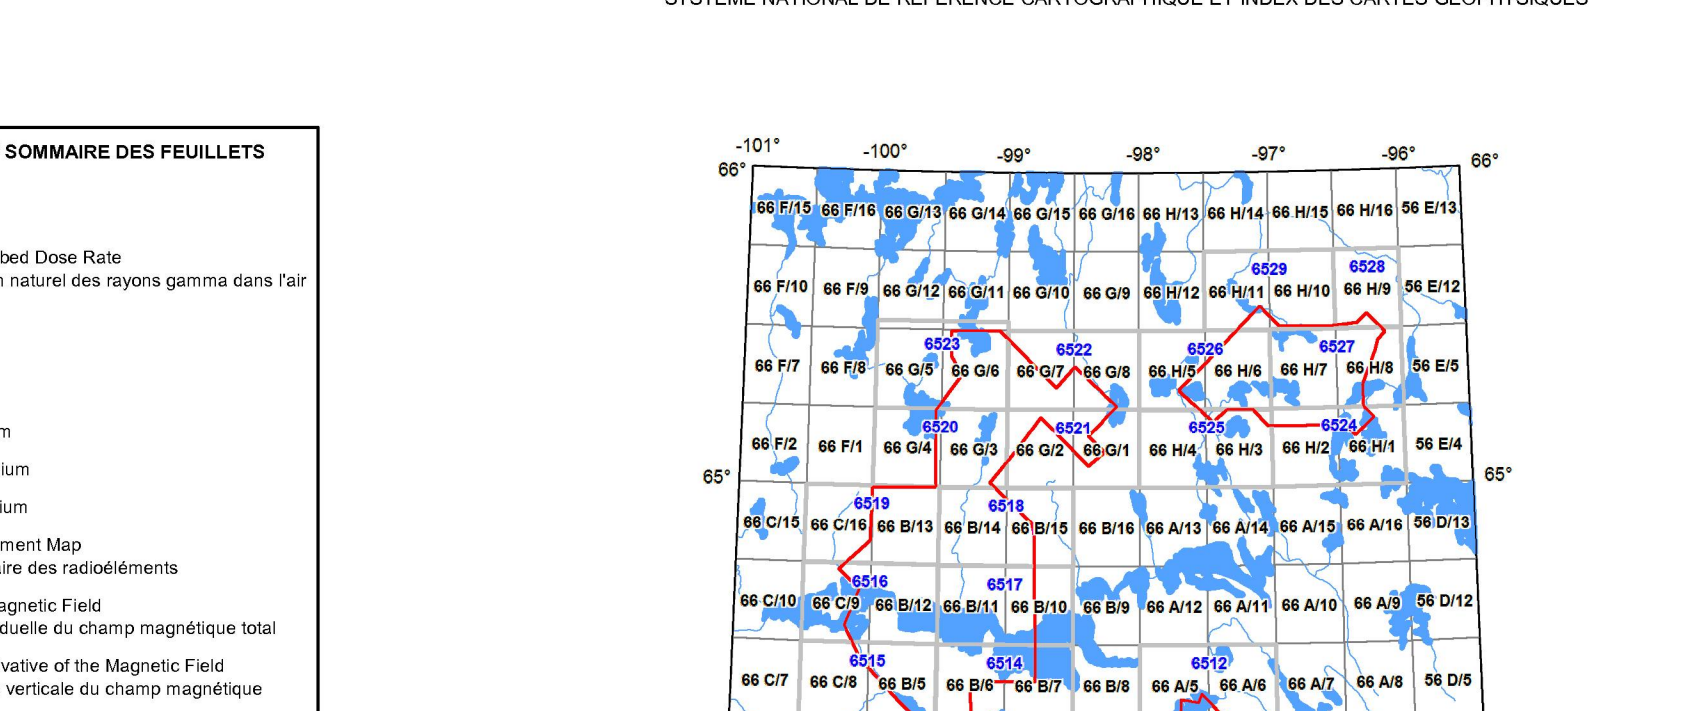 SYSTÈME NATIONAL DE RÉFÉRENCE CARTOGRAPHIQUE ET INDEX DES CARTES GÉOPHYSIQUES
SOMMAIRE DES FEUILLETS
bed Dose Rate
n naturel des rayons gamma dans l'air
m
ium
ium
ment Map
ire des radioéléments
agnetic Field
duelle du champ magnétique total
vative of the Magnetic Field
verticale du champ magnétique
-101° -100° -99° -98° -97° -96°
66° 66°
66 F/15 66 F/16 66 G/13 66 G/14 66 G/15 66 G/16 66 H/13 66 H/14 66 H/15 66 H/16 56 E/13
6529 6528
66 F/10 66 F/9 66 G/12 66 G/11 66 G/10 66 G/9 66 H/12 66 H/11 66 H/10 66 H/9 56 E/12
6523 6522 6526 6527
66 F/7 66 F/8 66 G/5 66 G/6 66 G/7 66 G/8 66 H/5 66 H/6 66 H/7 66 H/8 56 E/5
6520 6521 6525 6524
66 F/2 66 F/1 66 G/4 66 G/3 66 G/2 66 G/1 66 H/4 66 H/3 66 H/2 66 H/1 56 E/4
65° 65°
6519 6518
66 C/15 66 C/16 66 B/13 66 B/14 66 B/15 66 B/16 66 A/13 66 A/14 66 A/15 66 A/16 56 D/13
6516 6517
66 C/10 66 C/9 66 B/12 66 B/11 66 B/10 66 B/9 66 A/12 66 A/11 66 A/10 66 A/9 56 D/12
6515 6514 6512
66 C/7 66 C/8 66 B/5 66 B/6 66 B/7 66 B/8 66 A/5 66 A/6 66 A/7 66 A/8 56 D/5